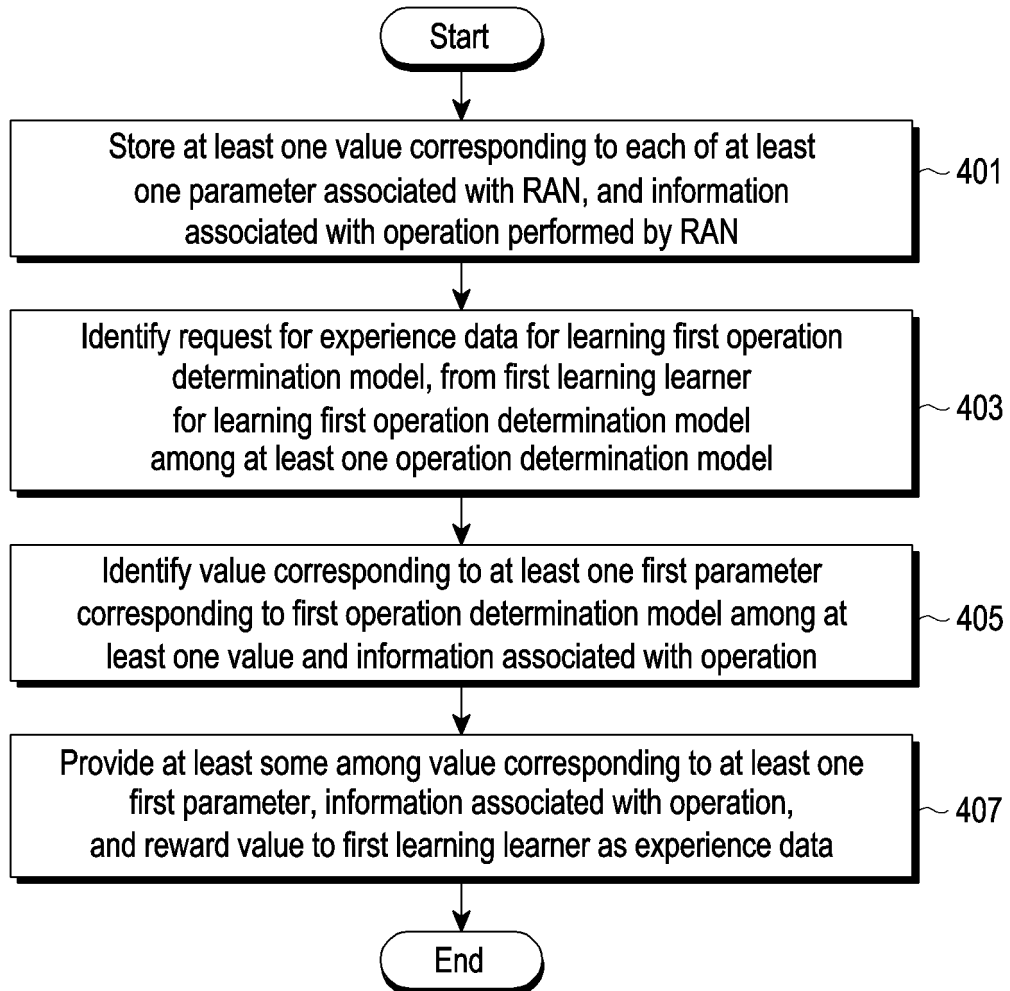 Start
Store at least one value corresponding to each of at least
one parameter associated with RAN, and information
associated with operation performed by RAN
401
Identify request for experience data for learning first operation
determination model, from first learning learner
for learning first operation determination model
among at least one operation determination model
403
Identify value corresponding to at least one first parameter
corresponding to first operation determination model among at
least one value and information associated with operation
405
Provide at least some among value corresponding to at least one
first parameter, information associated with operation,
and reward value to first learning learner as experience data
407
End